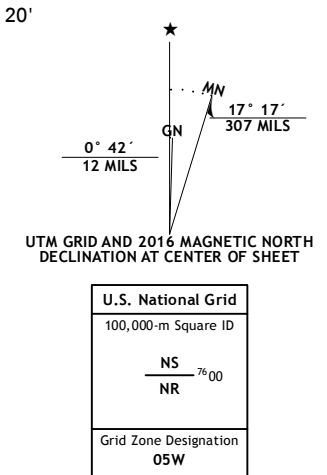 20'
★
MN
GN
17° 17´
307 MILS
0° 42´
12 MILS
UTM GRID AND 2016 MAGNETIC NORTH
DECLINATION AT CENTER OF SHEET
U.S. National Grid
100,000-m Square ID
NS
7600
NR
Grid Zone Designation
05W